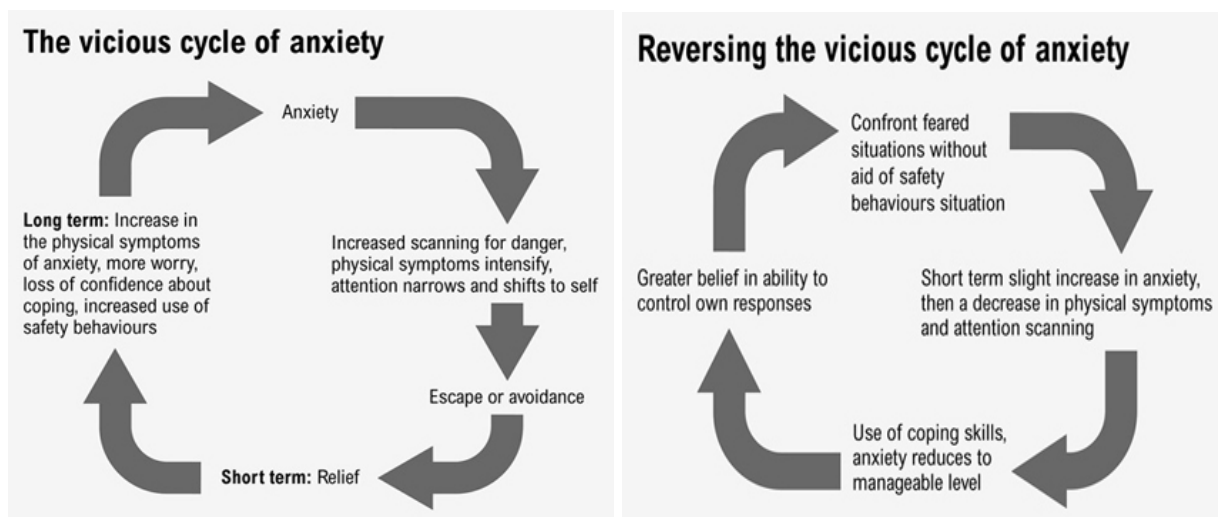 The vicious cycle of anxiety
Anxiety
Increased scanning for danger,
physical symptoms intensify,
attention narrows and shifts to self
Escape or avoidance
Short term: Relief
Long term: Increase in
the physical symptoms
of anxiety, more worry,
loss of confidence about
coping, increased use of
safety behaviours
Reversing the vicious cycle of anxiety
Confront feared
situations without
aid of safety
behaviours situation
Short term slight increase in anxiety,
then a decrease in physical symptoms
and attention scanning
Use of coping skills,
anxiety reduces to
manageable level
Greater belief in ability to
control own responses